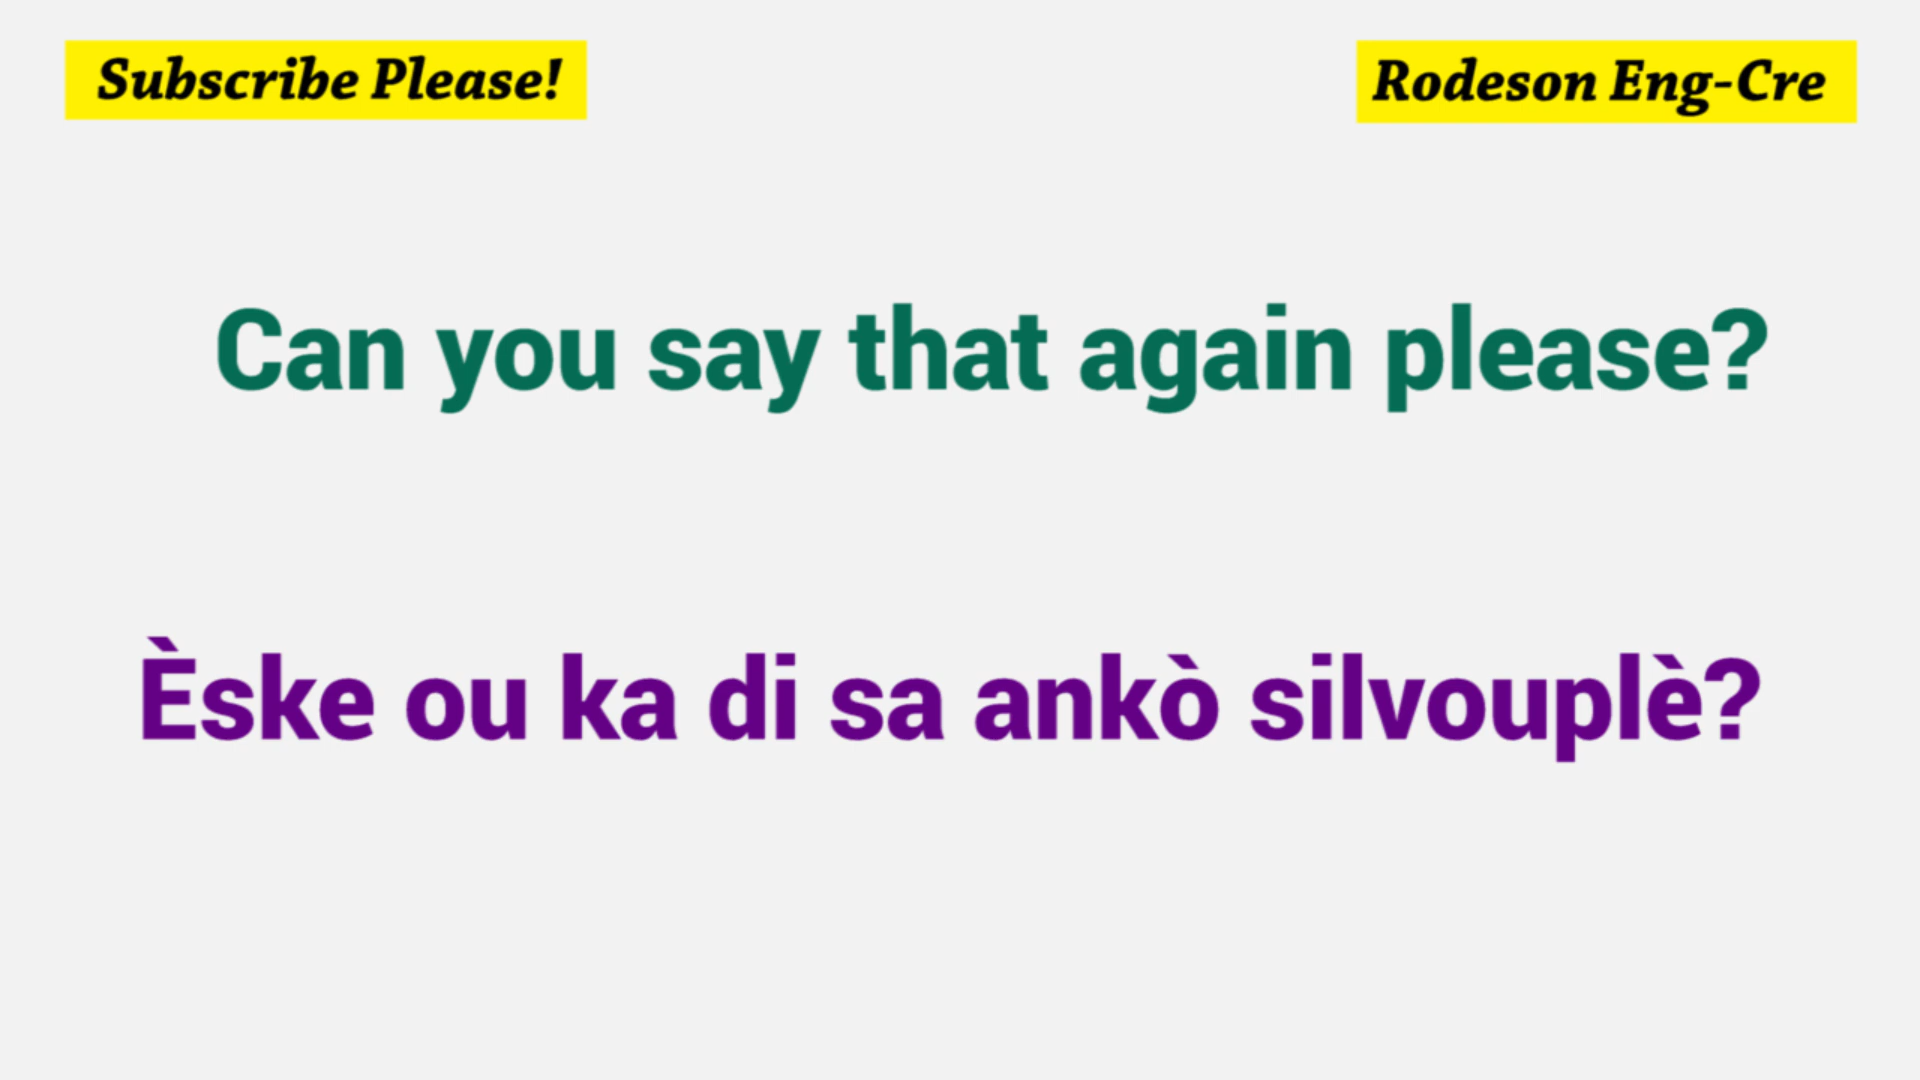 Subscribe Please!
Rodeson Eng-Cre
Can you say that again please?
Èske ou ka di sa ankò silvouplè?